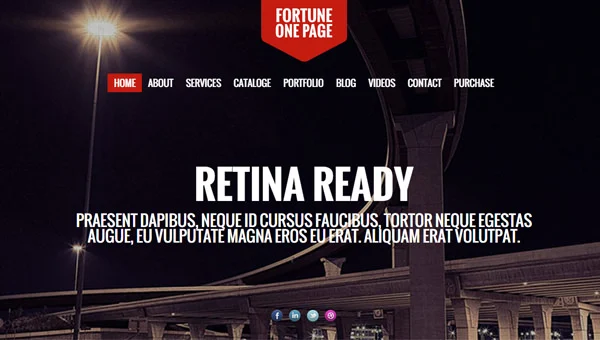 FORTUNE
ONE PAGE
HOME ABOUT SERVICES CATALOGE PORTFOLIO BLOG VIDEOS CONTACT PURCHASE
RETINA READY
PRAESENT DAPIBUS, NEQUE ID CURSUS FAUCIBUS, TORTOR NEQUE EGESTAS
AUGUE, EU VULPUTATE MAGNA EROS EU ERAT. ALIQUAM ERAT VOLUTPAT.